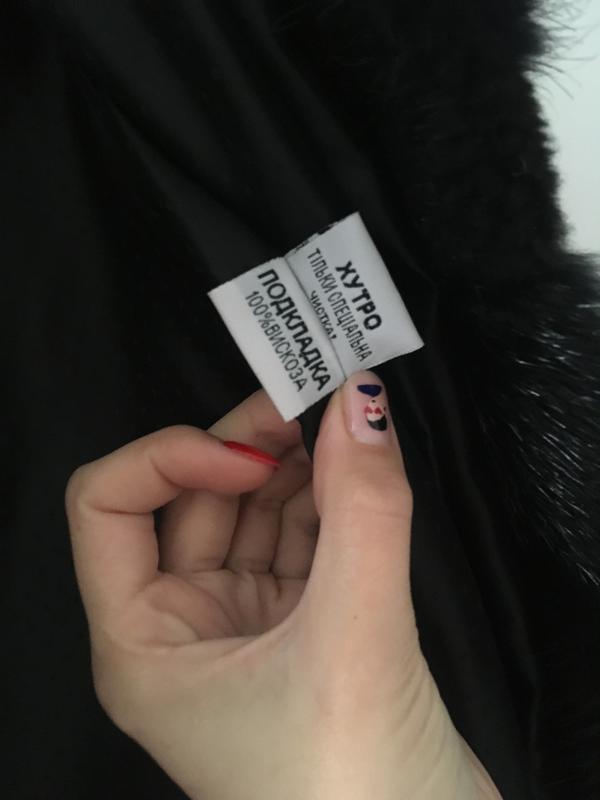 ХУТРО
ТІЛЬКИ СПЕЦІАЛЬНА
ЧИСТКА!
ПОДКЛАДКА
100%ВИСКОЗА